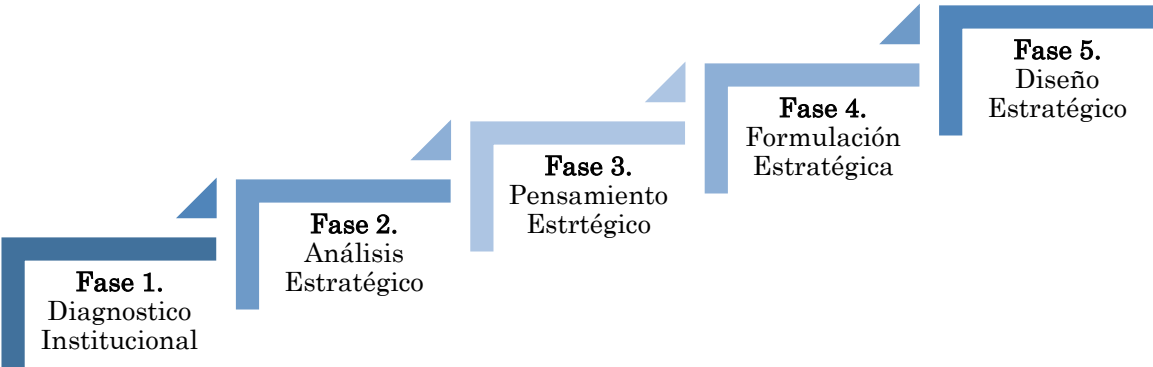 Fase 1.
Diagnostico
Institucional
Fase 2.
Análisis
Estratégico
Fase 3.
Pensamiento
Estrtégico
Fase 4.
Formulación
Estratégica
Fase 5.
Diseño
Estratégico